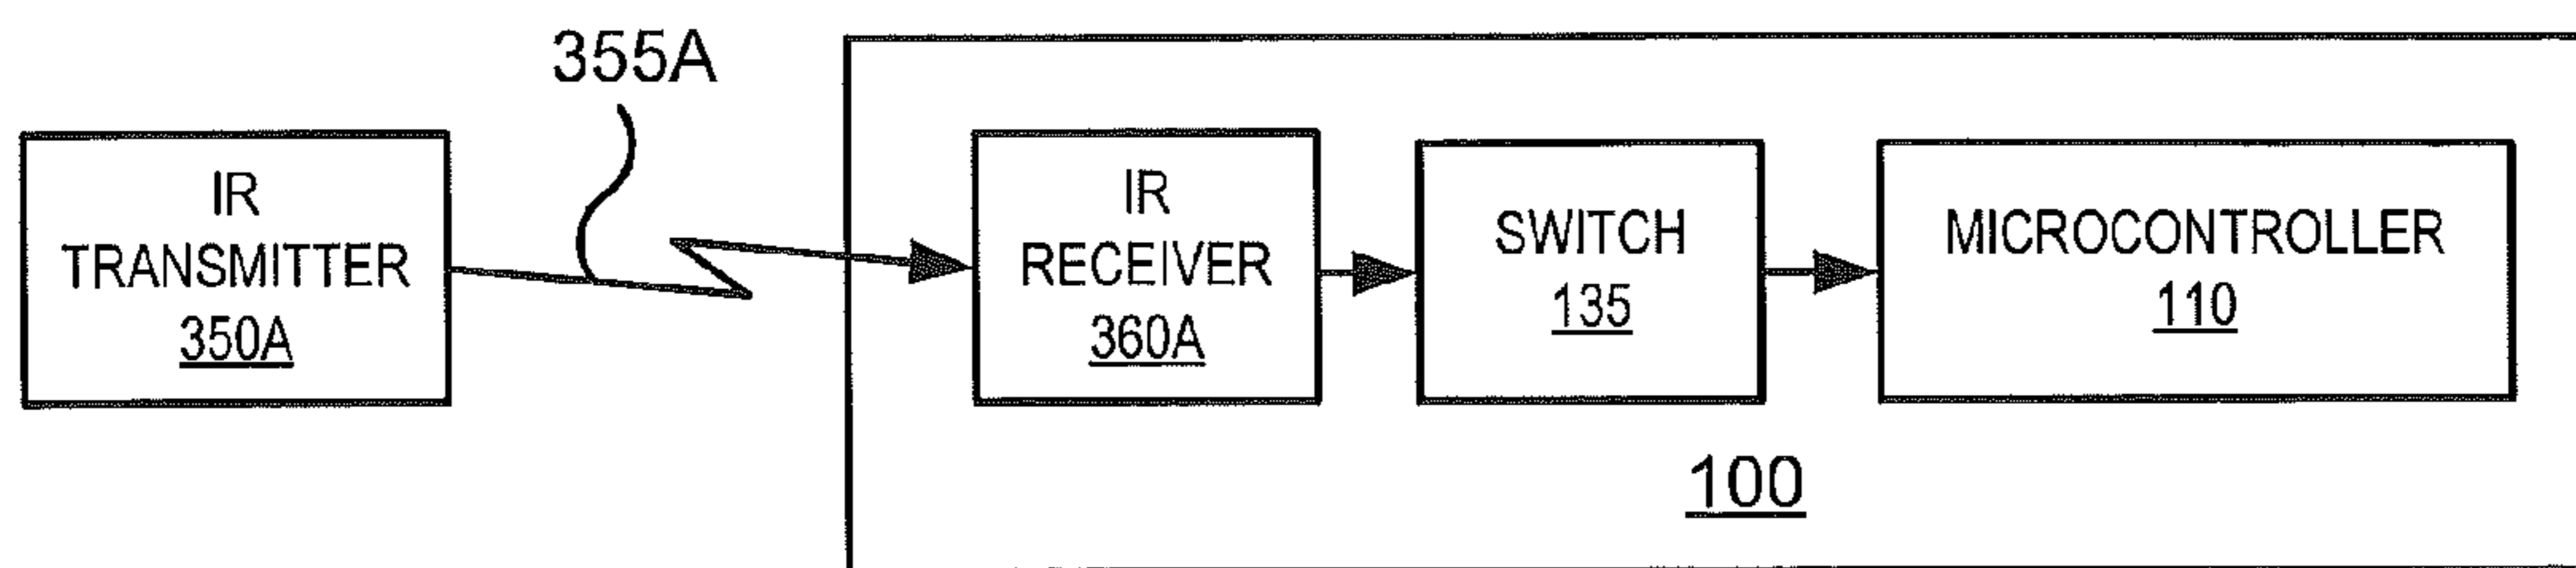 355A
IR
TRANSMITTER
350A
IR
RECEIVER
360A
SWITCH
135
MICROCONTROLLER
110
100